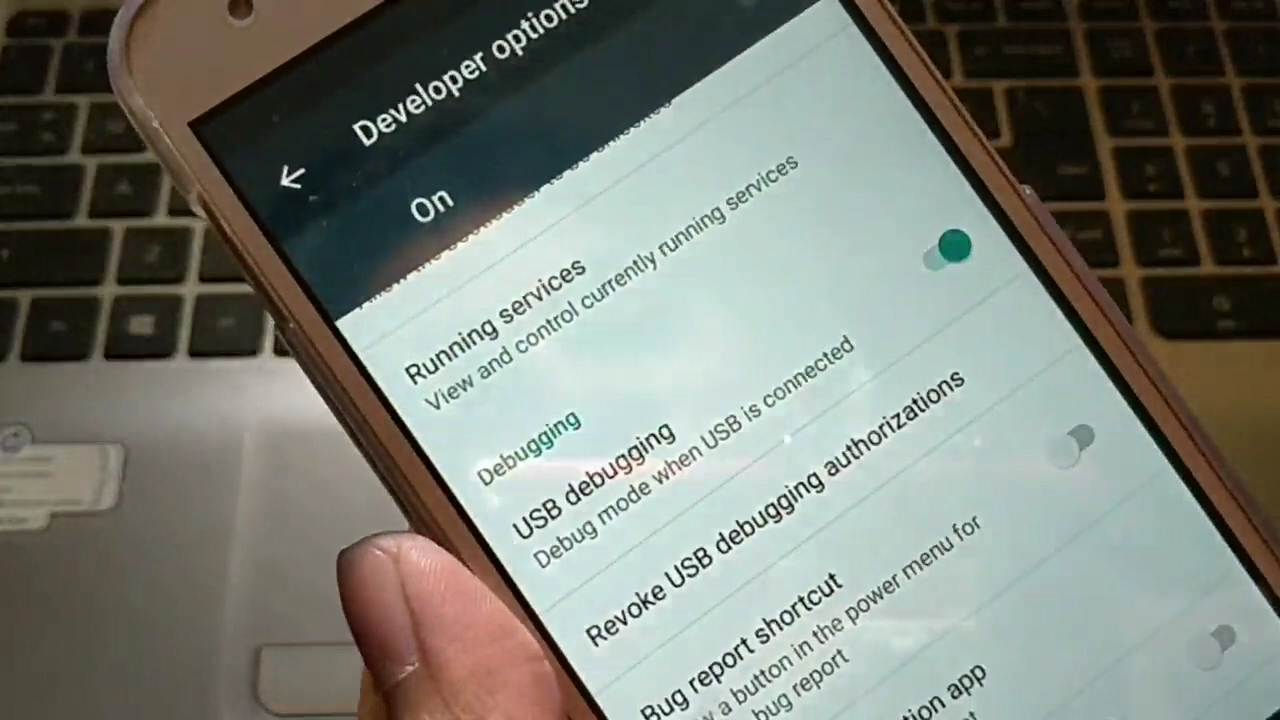 Developer options
On
Running services
View and control currently running services
Debugging
USB debugging
Debug mode when USB is connected
Revoke USB debugging authorizations
Bug report shortcut
a button in the power menu for
bug report
app